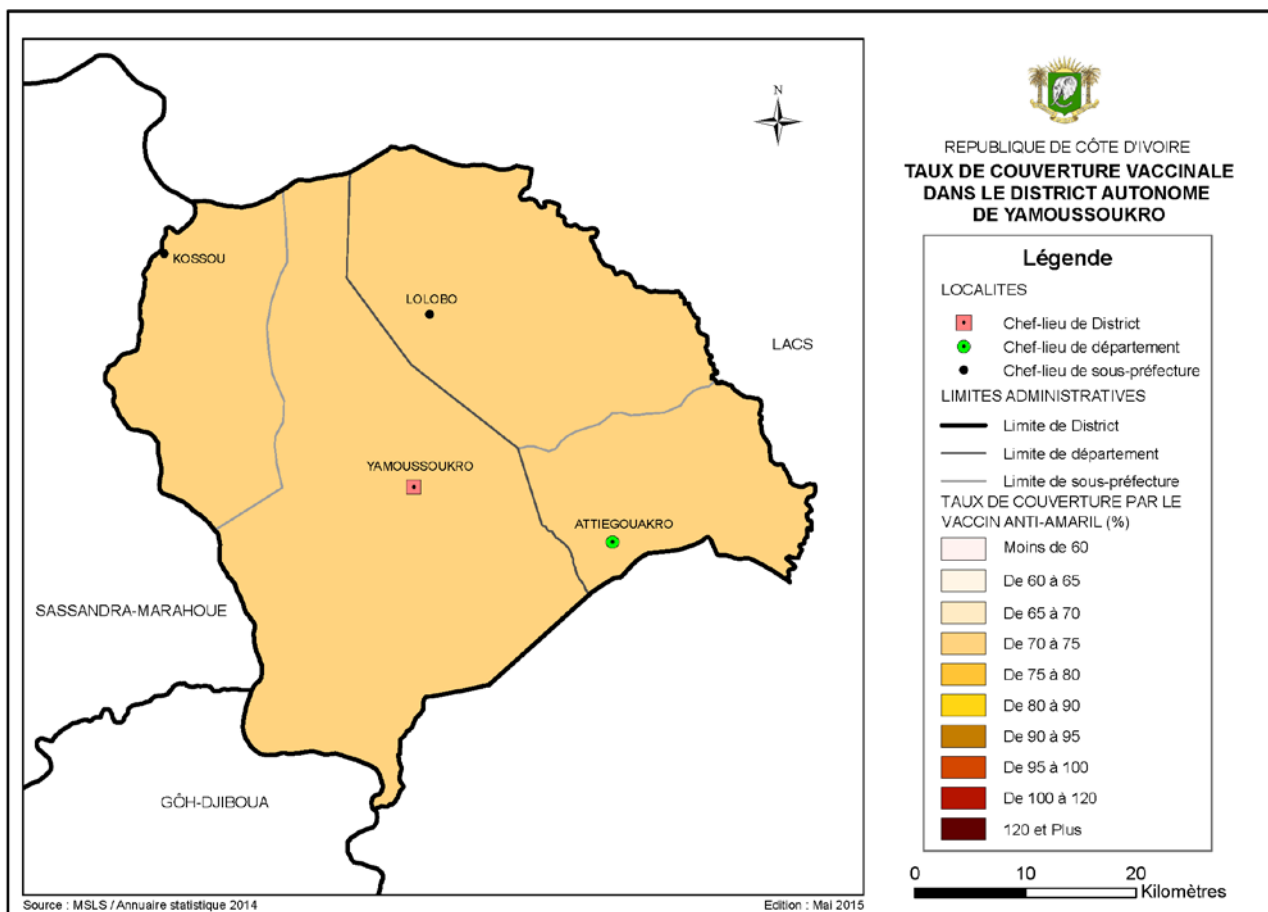 N
KOSSOU
LOLOBO
LACS
YAMOUSSOUKRO
ATTIEGOUAKRO
SASSANDRA-MARAHOUE
GÔH-DJIBOUA
Source : MSLS / Annuaire statistique 2014
Edition : Mai 2015
REPUBLIQUE DE CÔTE D'IVOIRE
TAUX DE COUVERTURE VACCINALE
DANS LE DISTRICT AUTONOME
DE YAMOUSSOUKRO
Légende
LOCALITES
Chef-lieu de District
Chef-lieu de département
Chef-lieu de sous-préfecture
LIMITES ADMINISTRATIVES
Limite de District
Limite de département
Limite de sous-préfecture
TAUX DE COUVERTURE PAR LE
VACCIN ANTI-AMARIL (%)
Moins de 60
De 60 à 65
De 65 à 70
De 70 à 75
De 75 à 80
De 80 à 90
De 90 à 95
De 95 à 100
De 100 à 120
120 et Plus
0 10 20
Kilomètres